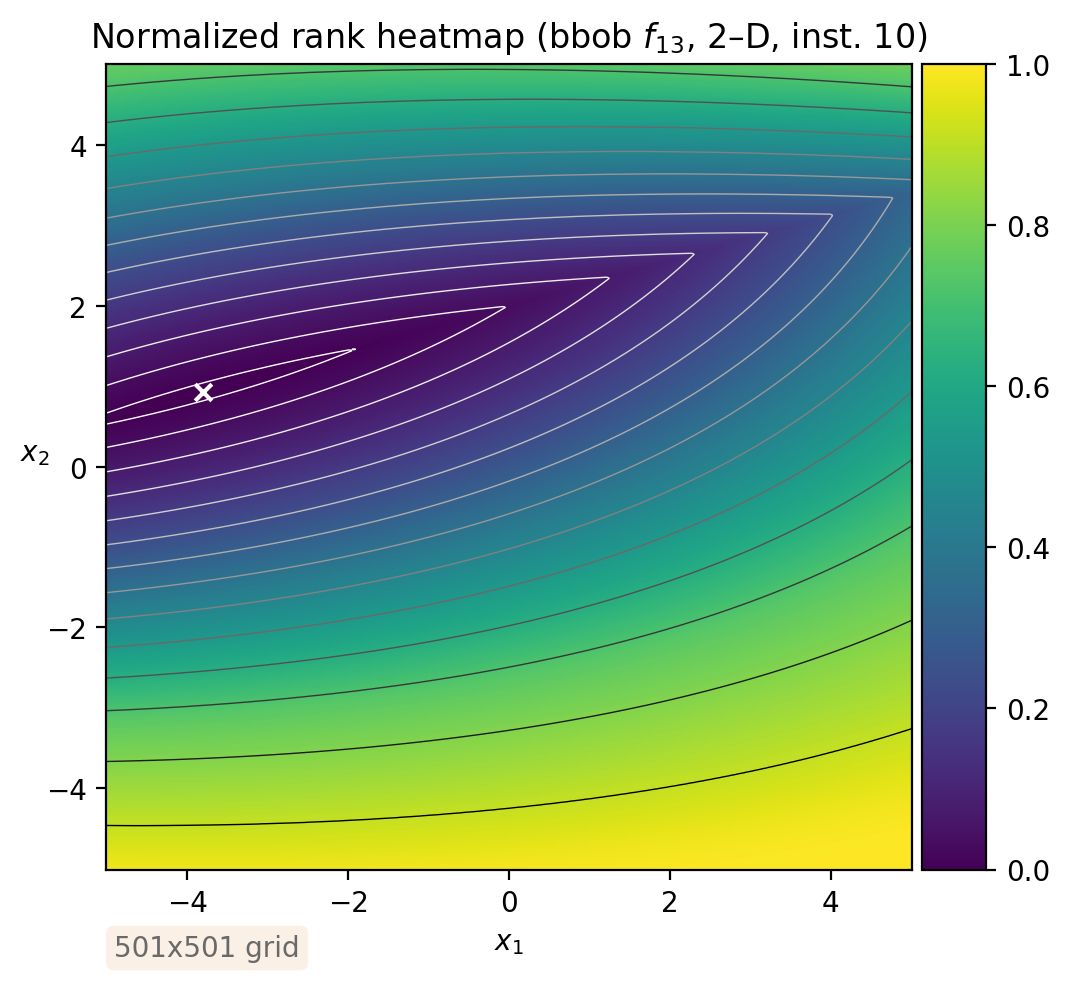 Normalized rank heatmap (bbob f₁₃, 2–D, inst. 10)
1.0
0.8
0.6
0.4
0.2
0.0
4
2
0
−2
−4
x₂
−4 −2 0 2 4
x₁
501x501 grid